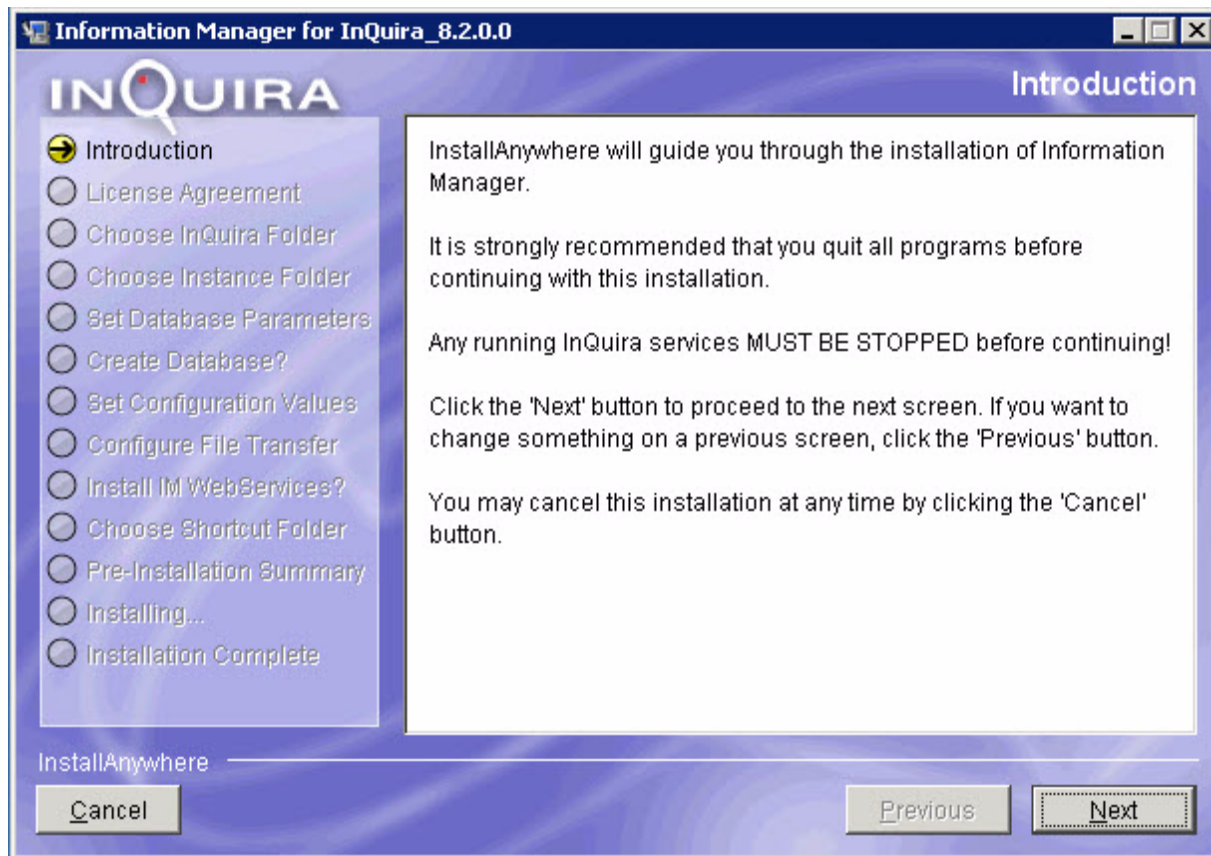 Information Manager for InQuira_8.2.0.0
INQUIRA
Introduction
Introduction
License Agreement
Choose InQuira Folder
Choose Instance Folder
Set Database Parameters
Create Database?
Set Configuration Values
Configure File Transfer
Install IM WebServices?
Choose Shortcut Folder
Pre-Installation Summary
Installing...
Installation Complete
InstallAnywhere will guide you through the installation of Information
Manager.
It is strongly recommended that you quit all programs before
continuing with this installation.
Any running InQuira services MUST BE STOPPED before continuing!
Click the 'Next' button to proceed to the next screen. If you want to
change something on a previous screen, click the 'Previous' button.
You may cancel this installation at any time by clicking the 'Cancel'
button.
InstallAnywhere
Cancel
Previous
Next